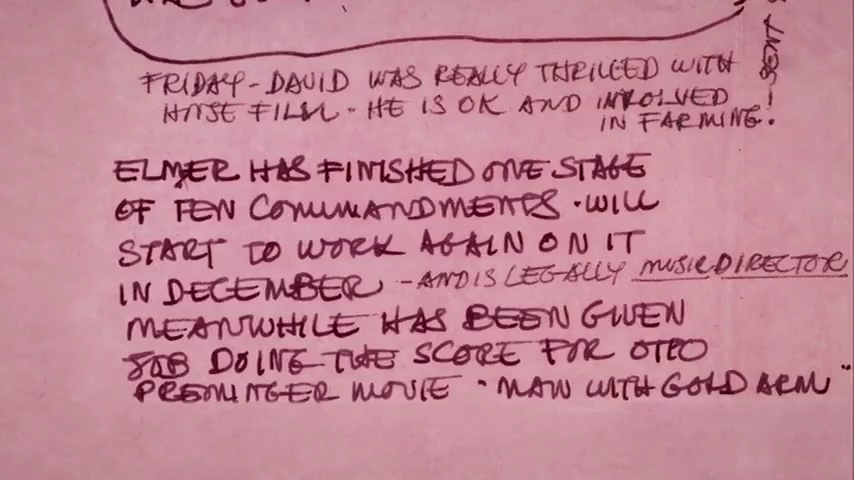 FRIDAY - DAVID WAS REALLY THRILLED WITH
HOUSE FILM - HE IS OK AND INVOLVED
IN FARMING!
SENT
ELMER HAS FINISHED ONE STAGE
OF TEN COMMANDMENTS • WILL
START TO WORK AGAIN ON IT
IN DECEMBER - AND IS LEGALLY MUSIC DIRECTOR
MEANWHILE HAS BEEN GIVEN
JOB DOING THE SCORE FOR OTTO
PREMINGER MOVIE "MAN WITH GOLD ARM"